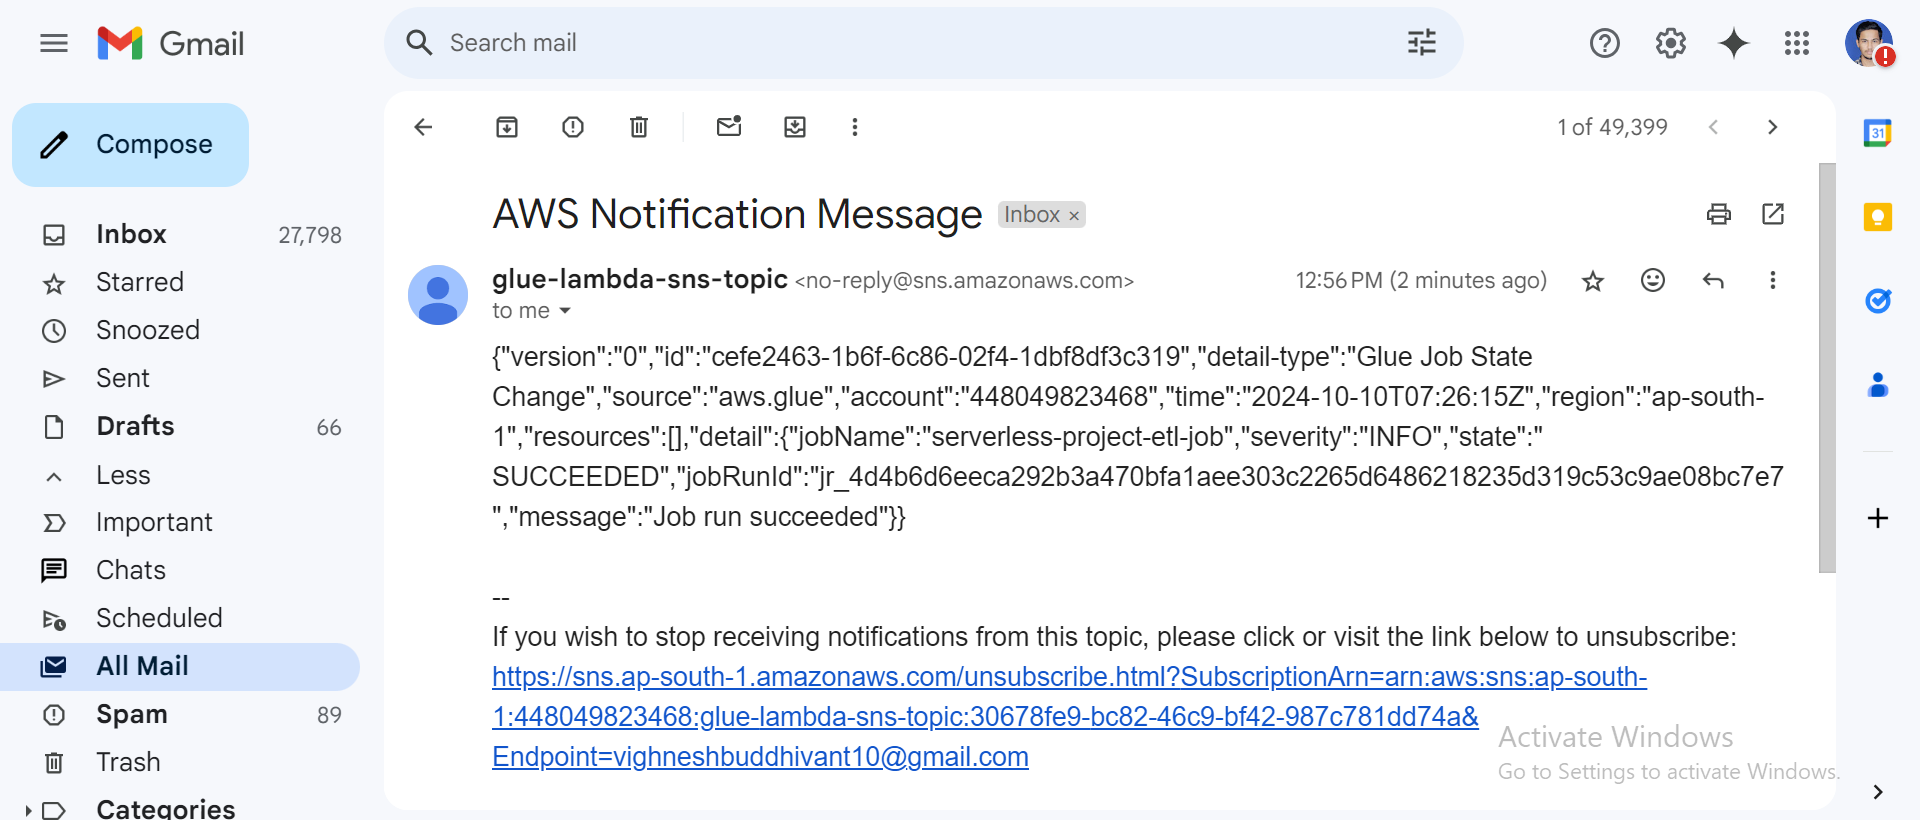 Gmail
Search mail
Compose
1 of 49,399
31
AWS Notification Message
Inbox ×
Inbox 27,798
Starred
Snoozed
Sent
Drafts 66
Less
Important
Chats
Scheduled
All Mail
Spam 89
Trash
Categories
glue-lambda-sns-topic <no-reply@sns.amazonaws.com>
12:56 PM (2 minutes ago)
to me
{"version":"0","id":"cefe2463-1b6f-6c86-02f4-1dbf8df3c319","detail-type":"Glue Job State
Change","source":"aws.glue","account":"448049823468","time":"2024-10-10T07:26:15Z","region":"ap-south-
1","resources":[],"detail":{"jobName":"serverless-project-etl-job","severity":"INFO","state":"
SUCCEEDED","jobRunId":"jr_4d4b6d6eeca292b3a470bfa1aee303c2265d6486218235d319c53c9ae08bc7e7
","message":"Job run succeeded"}}
--
If you wish to stop receiving notifications from this topic, please click or visit the link below to unsubscribe:
https://sns.ap-south-1.amazonaws.com/unsubscribe.html?SubscriptionArn=arn:aws:sns:ap-south-
1:448049823468:glue-lambda-sns-topic:30678fe9-bc82-46c9-bf42-987c781dd74a&
Endpoint=vighneshbuddhivant10@gmail.com
Activate Windows
Go to Settings to activate Windows.